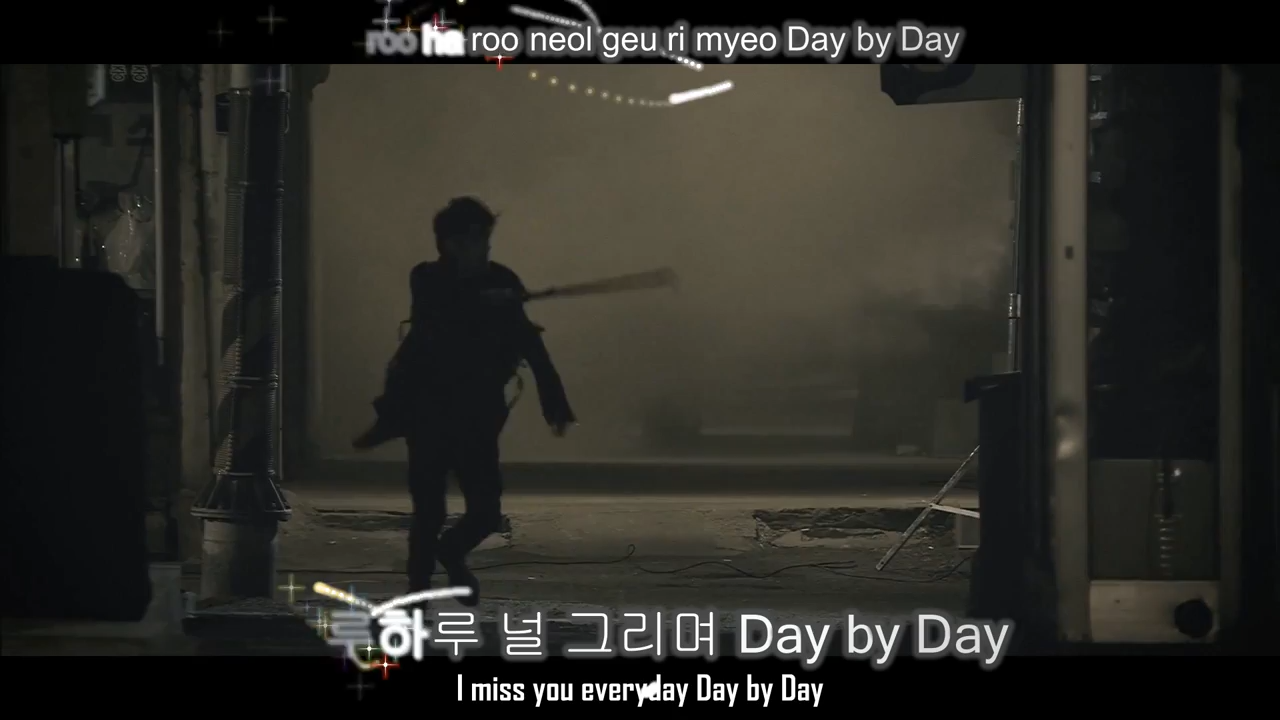 roo ha roo neol geu ri myeo Day by Day
루 하루 널 그리며 Day by Day
I miss you everyday Day by Day